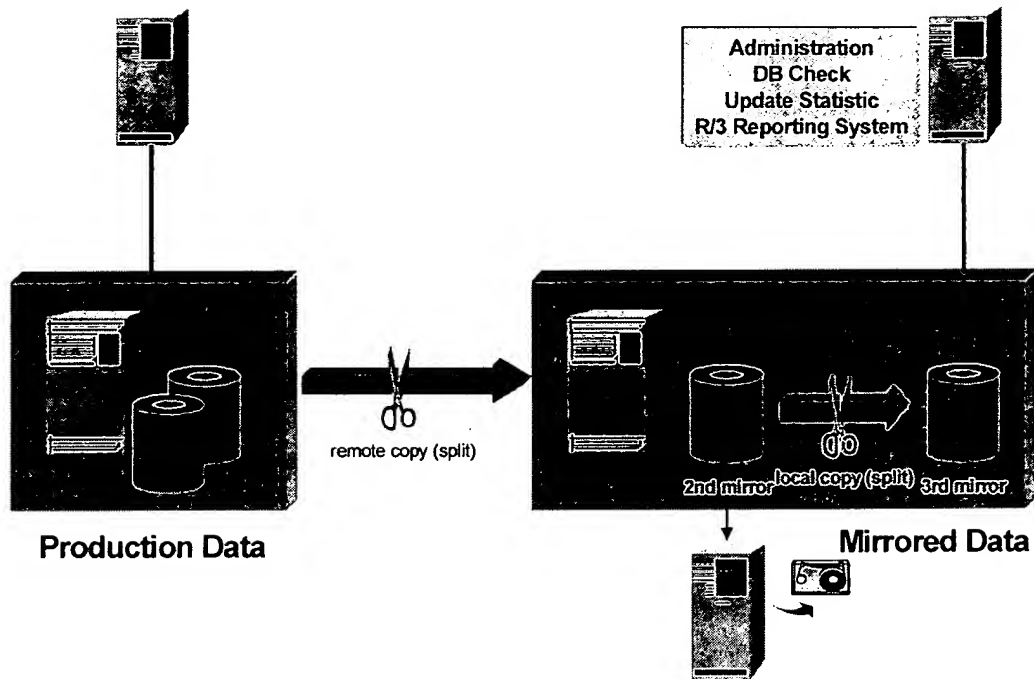 Administration
DB Check
Update Statistic
R/3 Reporting System
remote copy (split)
2nd mirror
local copy (split)
3rd mirror
Production Data
Mirrored Data